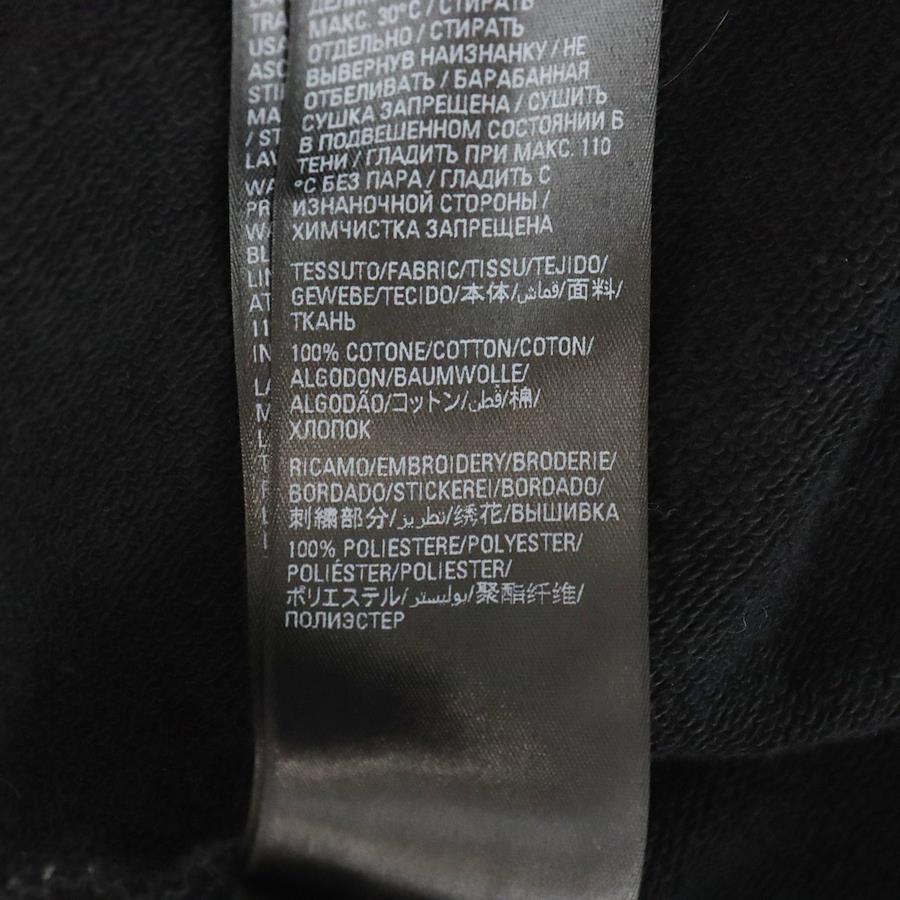 МАКС. 30°C / СТИРАТЬ
ОТДЕЛЬНО / СТИРАТЬ
ВЫВЕРНУВ НАИЗНАНКУ / НЕ
ОТБЕЛИВАТЬ / БАРАБАННАЯ
СУШКА ЗАПРЕЩЕНА / СУШИТЬ
В ПОДВЕШЕННОМ СОСТОЯНИИ В
ТЕНИ / ГЛАДИТЬ ПРИ МАКС. 110
°C БЕЗ ПАРА / ГЛАДИТЬ С
ИЗНАНОЧНОЙ СТОРОНЫ /
ХИМЧИСТКА ЗАПРЕЩЕНА
TESSUTO/FABRIC/TISSU/TEJIDO/
GEWEBE/TECIDO/本体/قماش/面料/
ТКАНЬ
100% COTONE/COTTON/COTON/
ALGODON/BAUMWOLLE/
ALGODÃO/コットン/قطن/棉/
ХЛОПОК
RICAMO/EMBROIDERY/BRODERIE/
BORDADO/STICKEREI/BORDADO/
刺繍部分/تطريز/绣花/ВЫШИВКА
100% POLIESTERE/POLYESTER/
POLIÉSTER/POLIESTER/
ポリエステル/بوليستر/聚酯纤维/
ПОЛИЭСТЕР